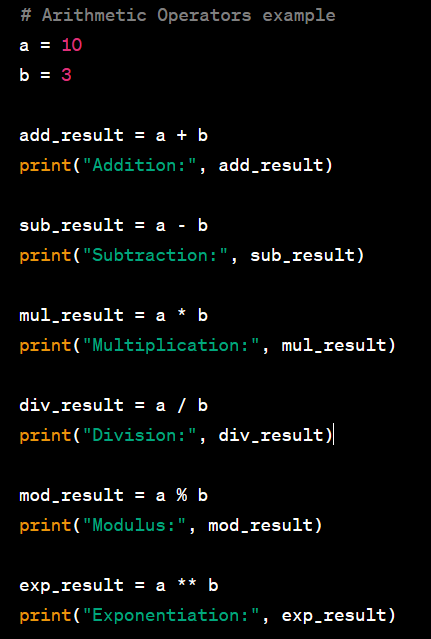 # Arithmetic Operators example
a = 10
b = 3
add_result = a + b
print("Addition:", add_result)
sub_result = a - b
print("Subtraction:", sub_result)
mul_result = a * b
print("Multiplication:", mul_result)
div_result = a / b
print("Division:", div_result)
mod_result = a % b
print("Modulus:", mod_result)
exp_result = a ** b
print("Exponentiation:", exp_result)